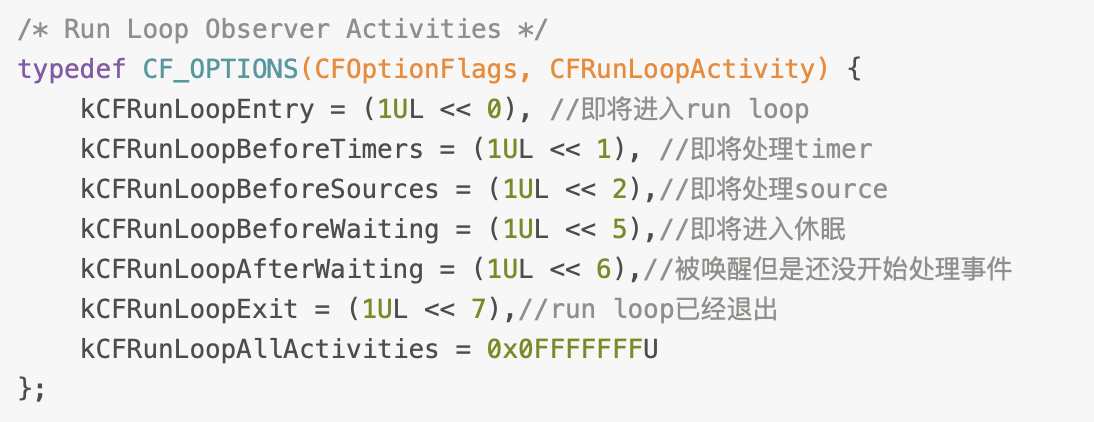 /* Run Loop Observer Activities */
typedef CF_OPTIONS(CFOptionFlags, CFRunLoopActivity) {
    kCFRunLoopEntry = (1UL << 0), //即将进入run loop
    kCFRunLoopBeforeTimers = (1UL << 1), //即将处理timer
    kCFRunLoopBeforeSources = (1UL << 2),//即将处理source
    kCFRunLoopBeforeWaiting = (1UL << 5),//即将进入休眠
    kCFRunLoopAfterWaiting = (1UL << 6),//被唤醒但是还没开始处理事件
    kCFRunLoopExit = (1UL << 7),//run loop已经退出
    kCFRunLoopAllActivities = 0x0FFFFFFFU
};